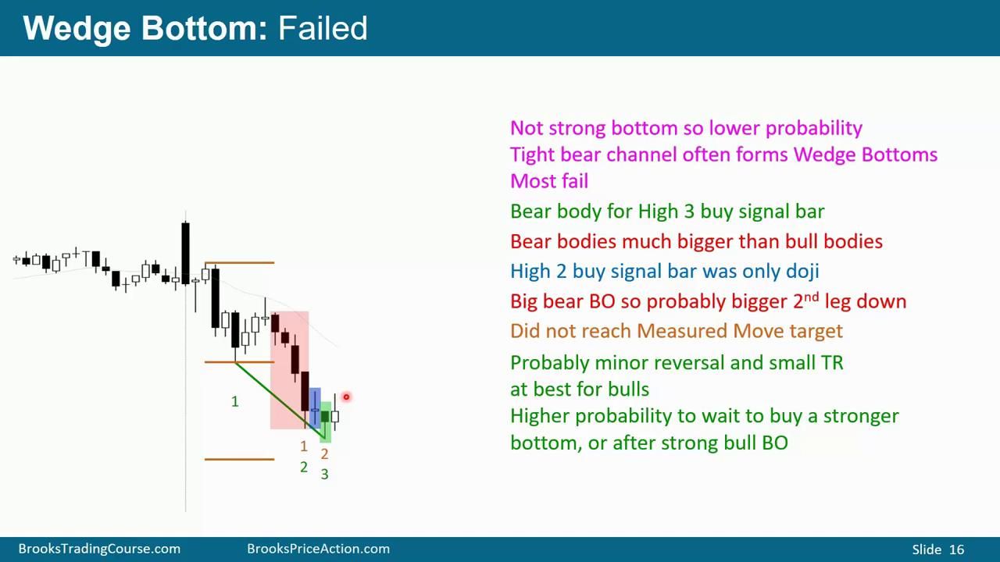 Wedge Bottom: Failed
Not strong bottom so lower probability
Tight bear channel often forms Wedge Bottoms
Most fail
Bear body for High 3 buy signal bar
Bear bodies much bigger than bull bodies
High 2 buy signal bar was only doji
Big bear BO so probably bigger 2nd leg down
Did not reach Measured Move target
Probably minor reversal and small TR
at best for bulls
Higher probability to wait to buy a stronger
bottom, or after strong bull BO
1
1
2
2
3
BrooksTradingCourse.com
BrooksPriceAction.com
Slide 16